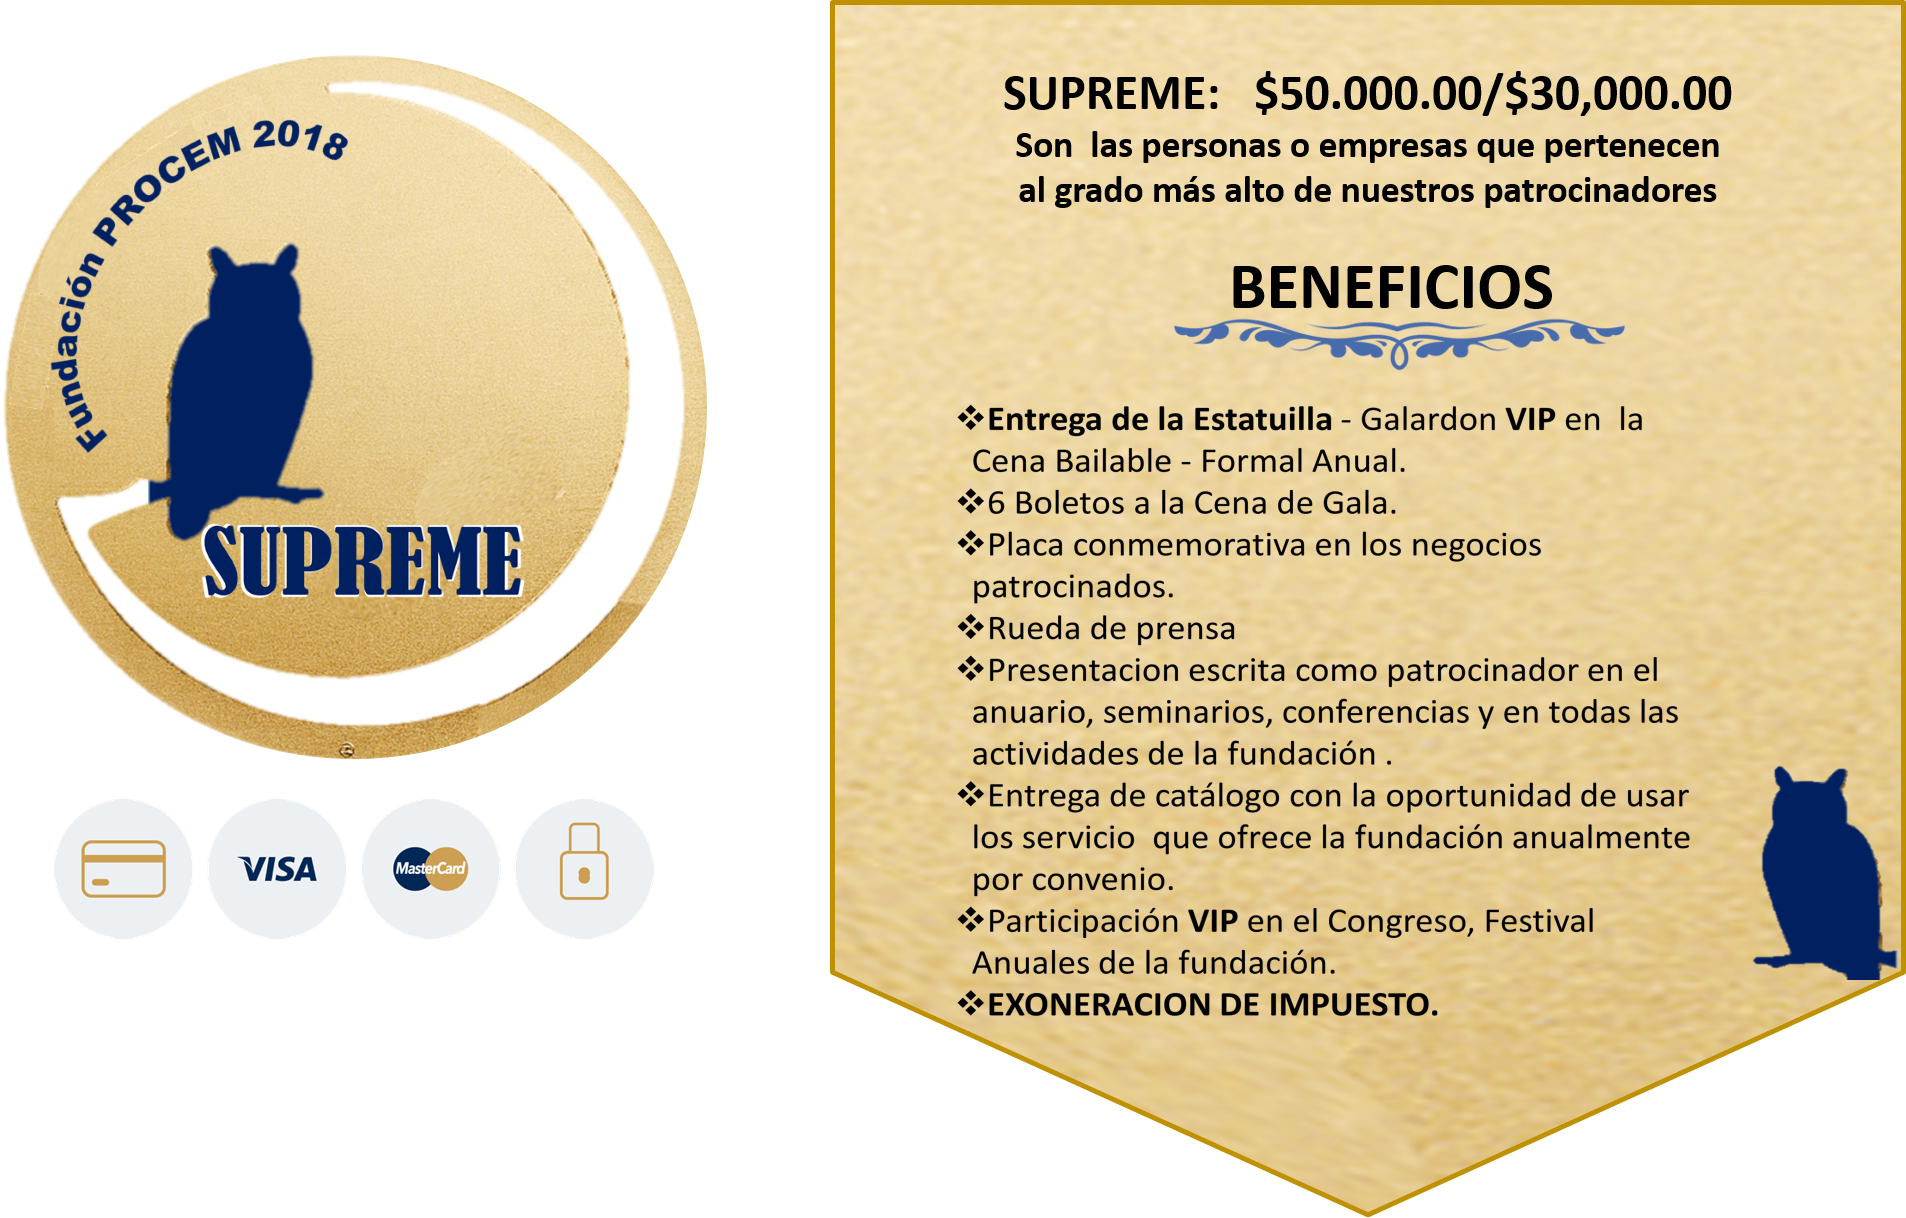 Fundación PROCEM 2018
SUPREME
VISA
MasterCard
SUPREME: $50.000.00/$30,000.00
Son las personas o empresas que pertenecen
al grado más alto de nuestros patrocinadores
BENEFICIOS
❖Entrega de la Estatuilla - Galardon VIP en la
Cena Bailable - Formal Anual.
❖6 Boletos a la Cena de Gala.
❖Placa conmemorativa en los negocios
patrocinados.
❖Rueda de prensa
❖Presentacion escrita como patrocinador en el
anuario, seminarios, conferencias y en todas las
actividades de la fundación .
❖Entrega de catálogo con la oportunidad de usar
los servicio que ofrece la fundación anualmente
por convenio.
❖Participación VIP en el Congreso, Festival
Anuales de la fundación.
❖EXONERACION DE IMPUESTO.